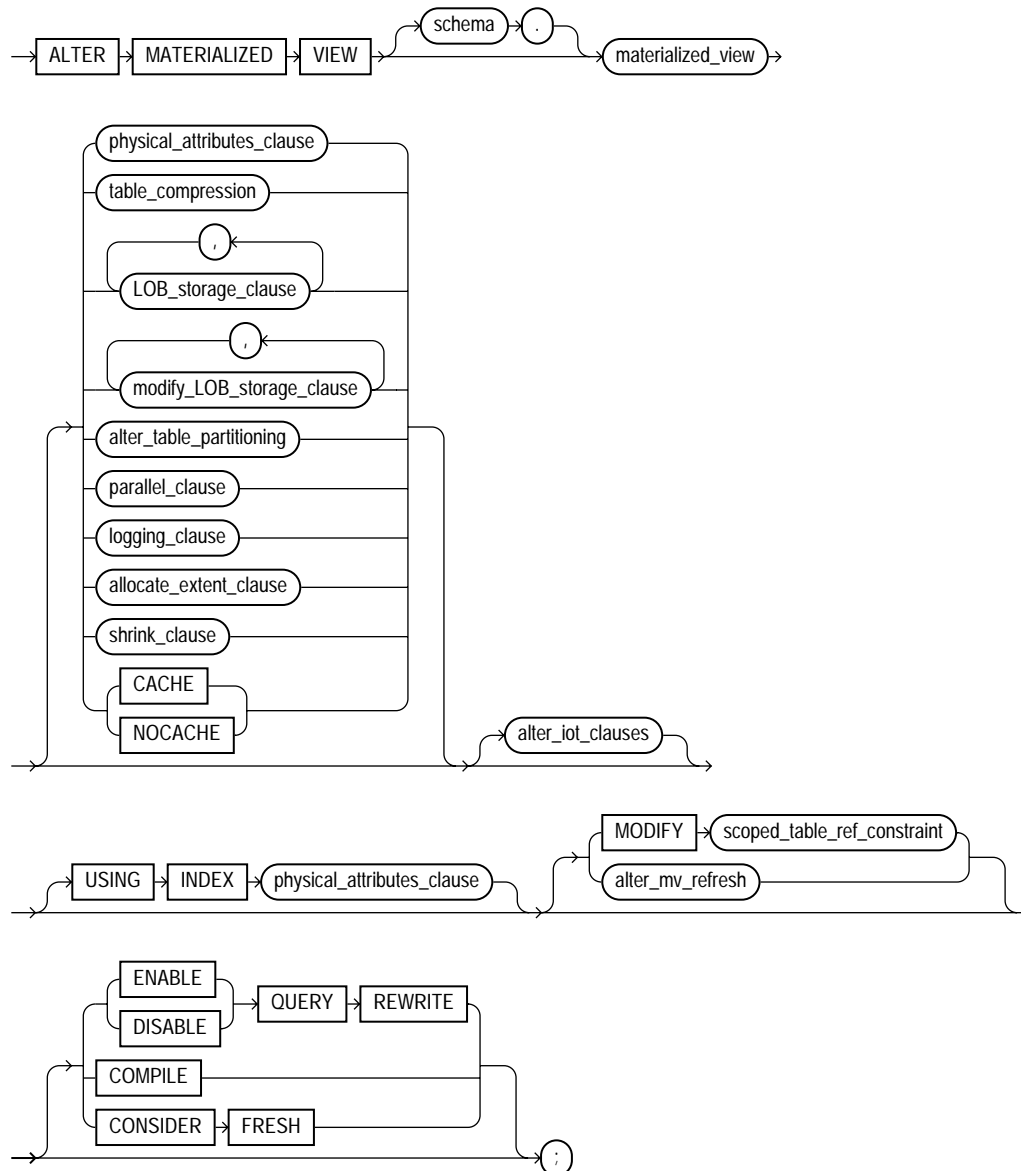 schema .
ALTER MATERIALIZED VIEW materialized_view
physical_attributes_clause
table_compression
,
LOB_storage_clause
,
modify_LOB_storage_clause
alter_table_partitioning
parallel_clause
logging_clause
allocate_extent_clause
shrink_clause
CACHE
NOCACHE
alter_iot_clauses
USING INDEX physical_attributes_clause
MODIFY scoped_table_ref_constraint
alter_mv_refresh
ENABLE
DISABLE
QUERY REWRITE
COMPILE
CONSIDER FRESH
;